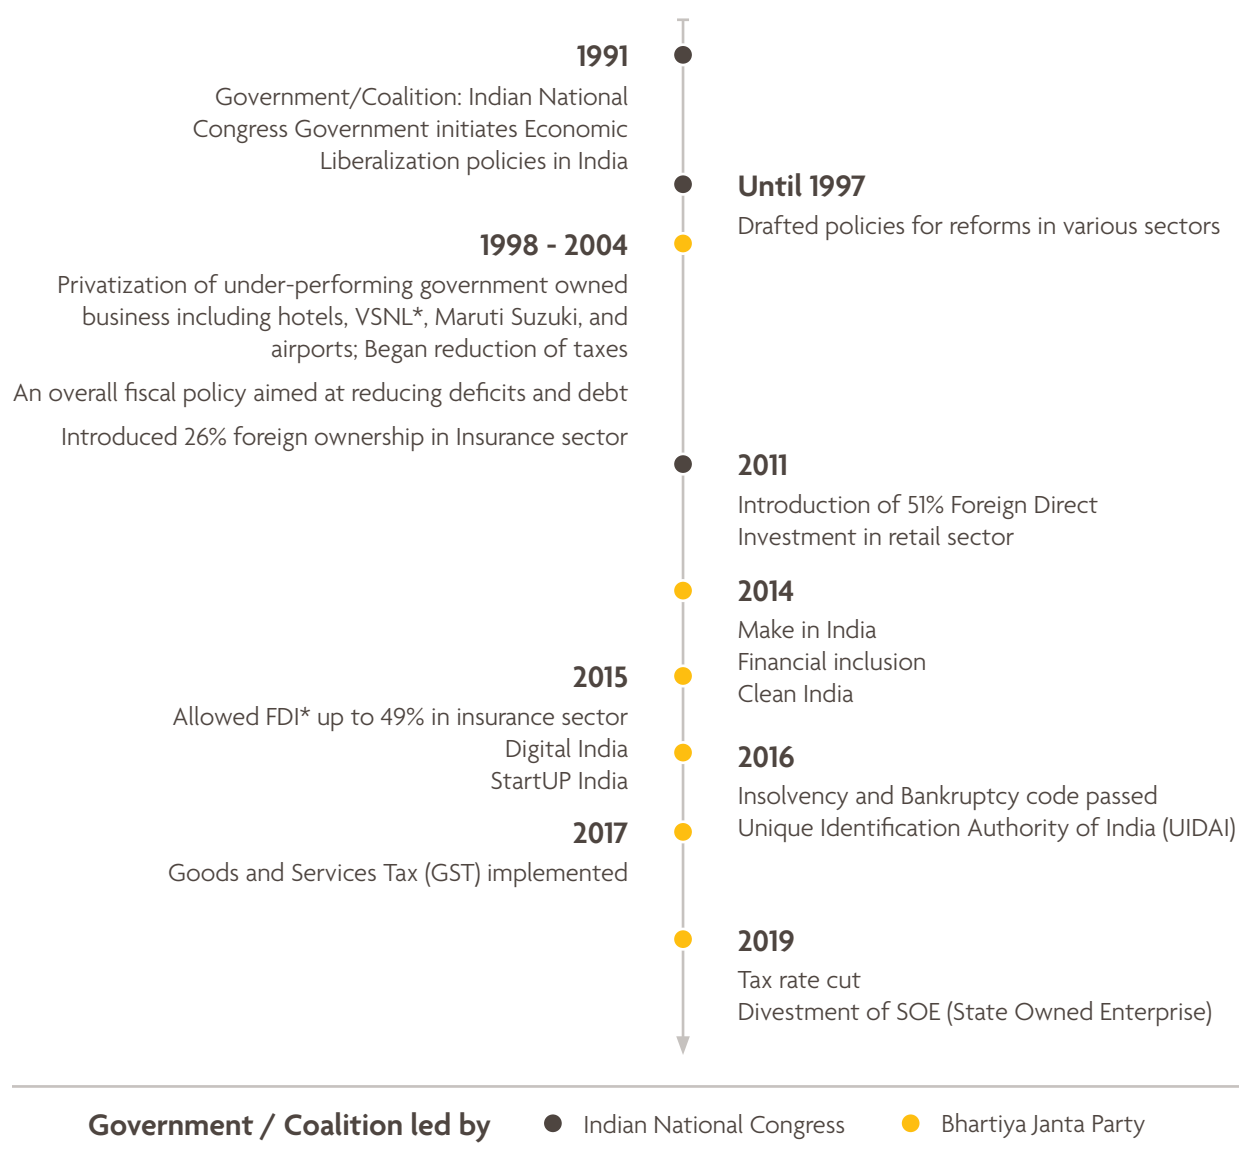 1991
Government/Coalition: Indian National
Congress Government initiates Economic
Liberalization policies in India
Until 1997
Drafted policies for reforms in various sectors
1998 - 2004
Privatization of under-performing government owned
business including hotels, VSNL*, Maruti Suzuki, and
airports; Began reduction of taxes
An overall fiscal policy aimed at reducing deficits and debt
Introduced 26% foreign ownership in Insurance sector
2011
Introduction of 51% Foreign Direct
Investment in retail sector
2014
Make in India
Financial inclusion
Clean India
2015
Allowed FDI* up to 49% in insurance sector
Digital India
StartUP India
2016
Insolvency and Bankruptcy code passed
Unique Identification Authority of India (UIDAI)
2017
Goods and Services Tax (GST) implemented
2019
Tax rate cut
Divestment of SOE (State Owned Enterprise)
Government / Coalition led by
Indian National Congress
Bhartiya Janta Party